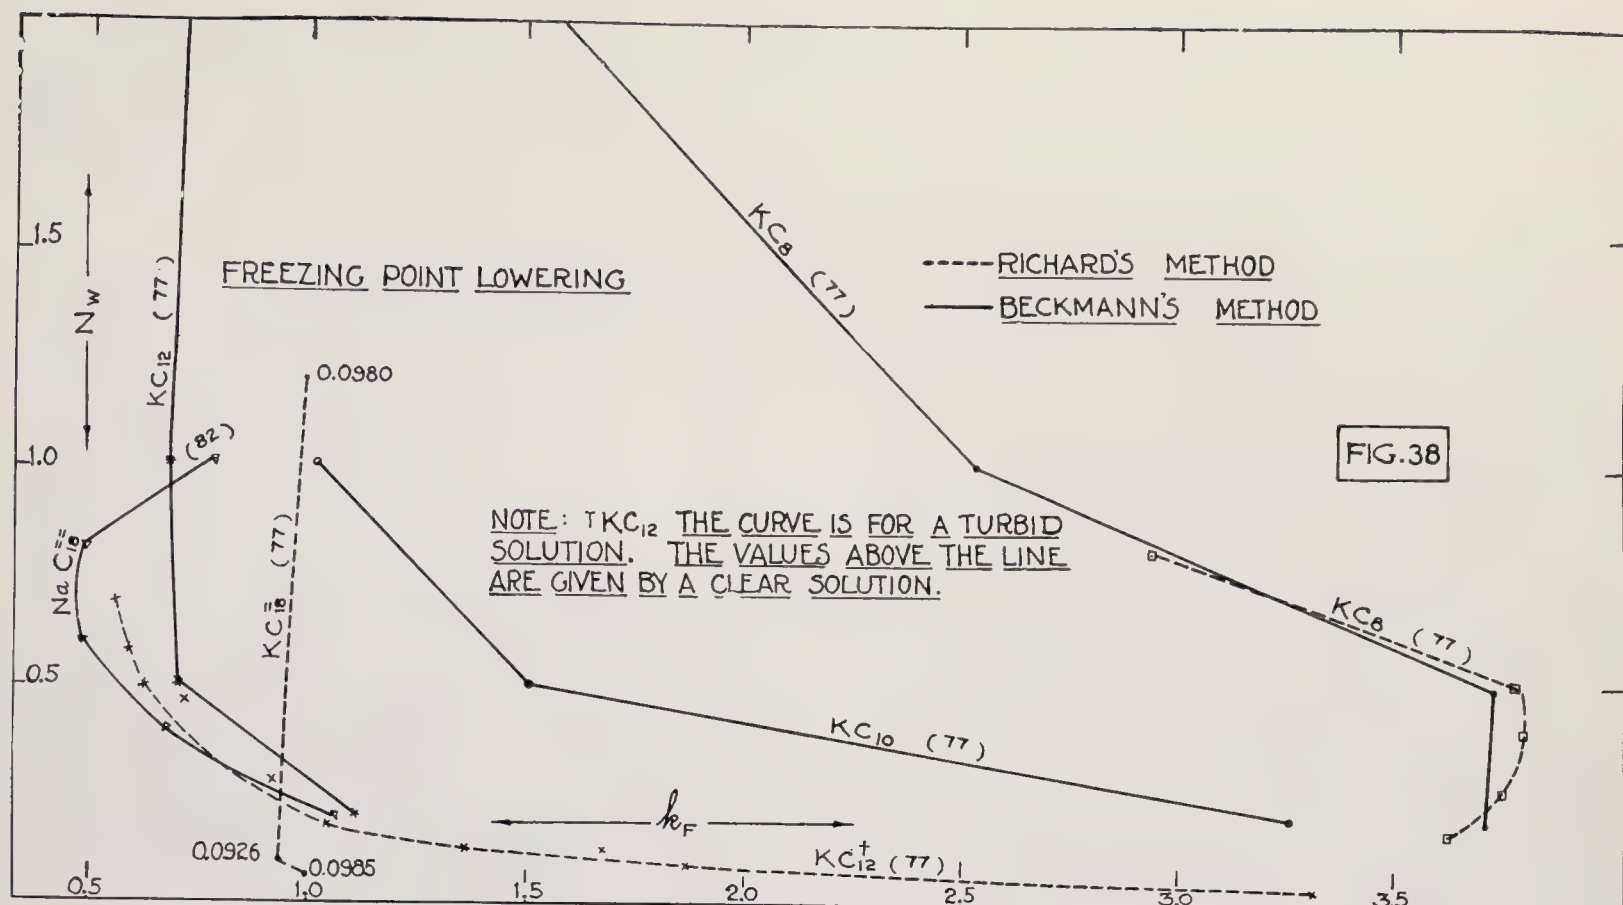 FREEZING POINT LOWERING
-----RICHARD'S METHOD
——BECKMANN'S METHOD
FIG.38
NOTE: †KC₁₂ THE CURVE IS FOR A TURBID
SOLUTION. THE VALUES ABOVE THE LINE
ARE GIVEN BY A CLEAR SOLUTION.
N_W
1.5
1.0
0.5
KC₁₂ (77)
KC₈ (77)
0.0980
(82)
Na C₁₈⁼⁼
KC₁₈⁼ (77)
KC₈ (77)
KC₁₀ (77)
k_F
0.0926
0.0985
KC₁₂† (77)
0.5
1.0
1.5
2.0
2.5
3.0
3.5